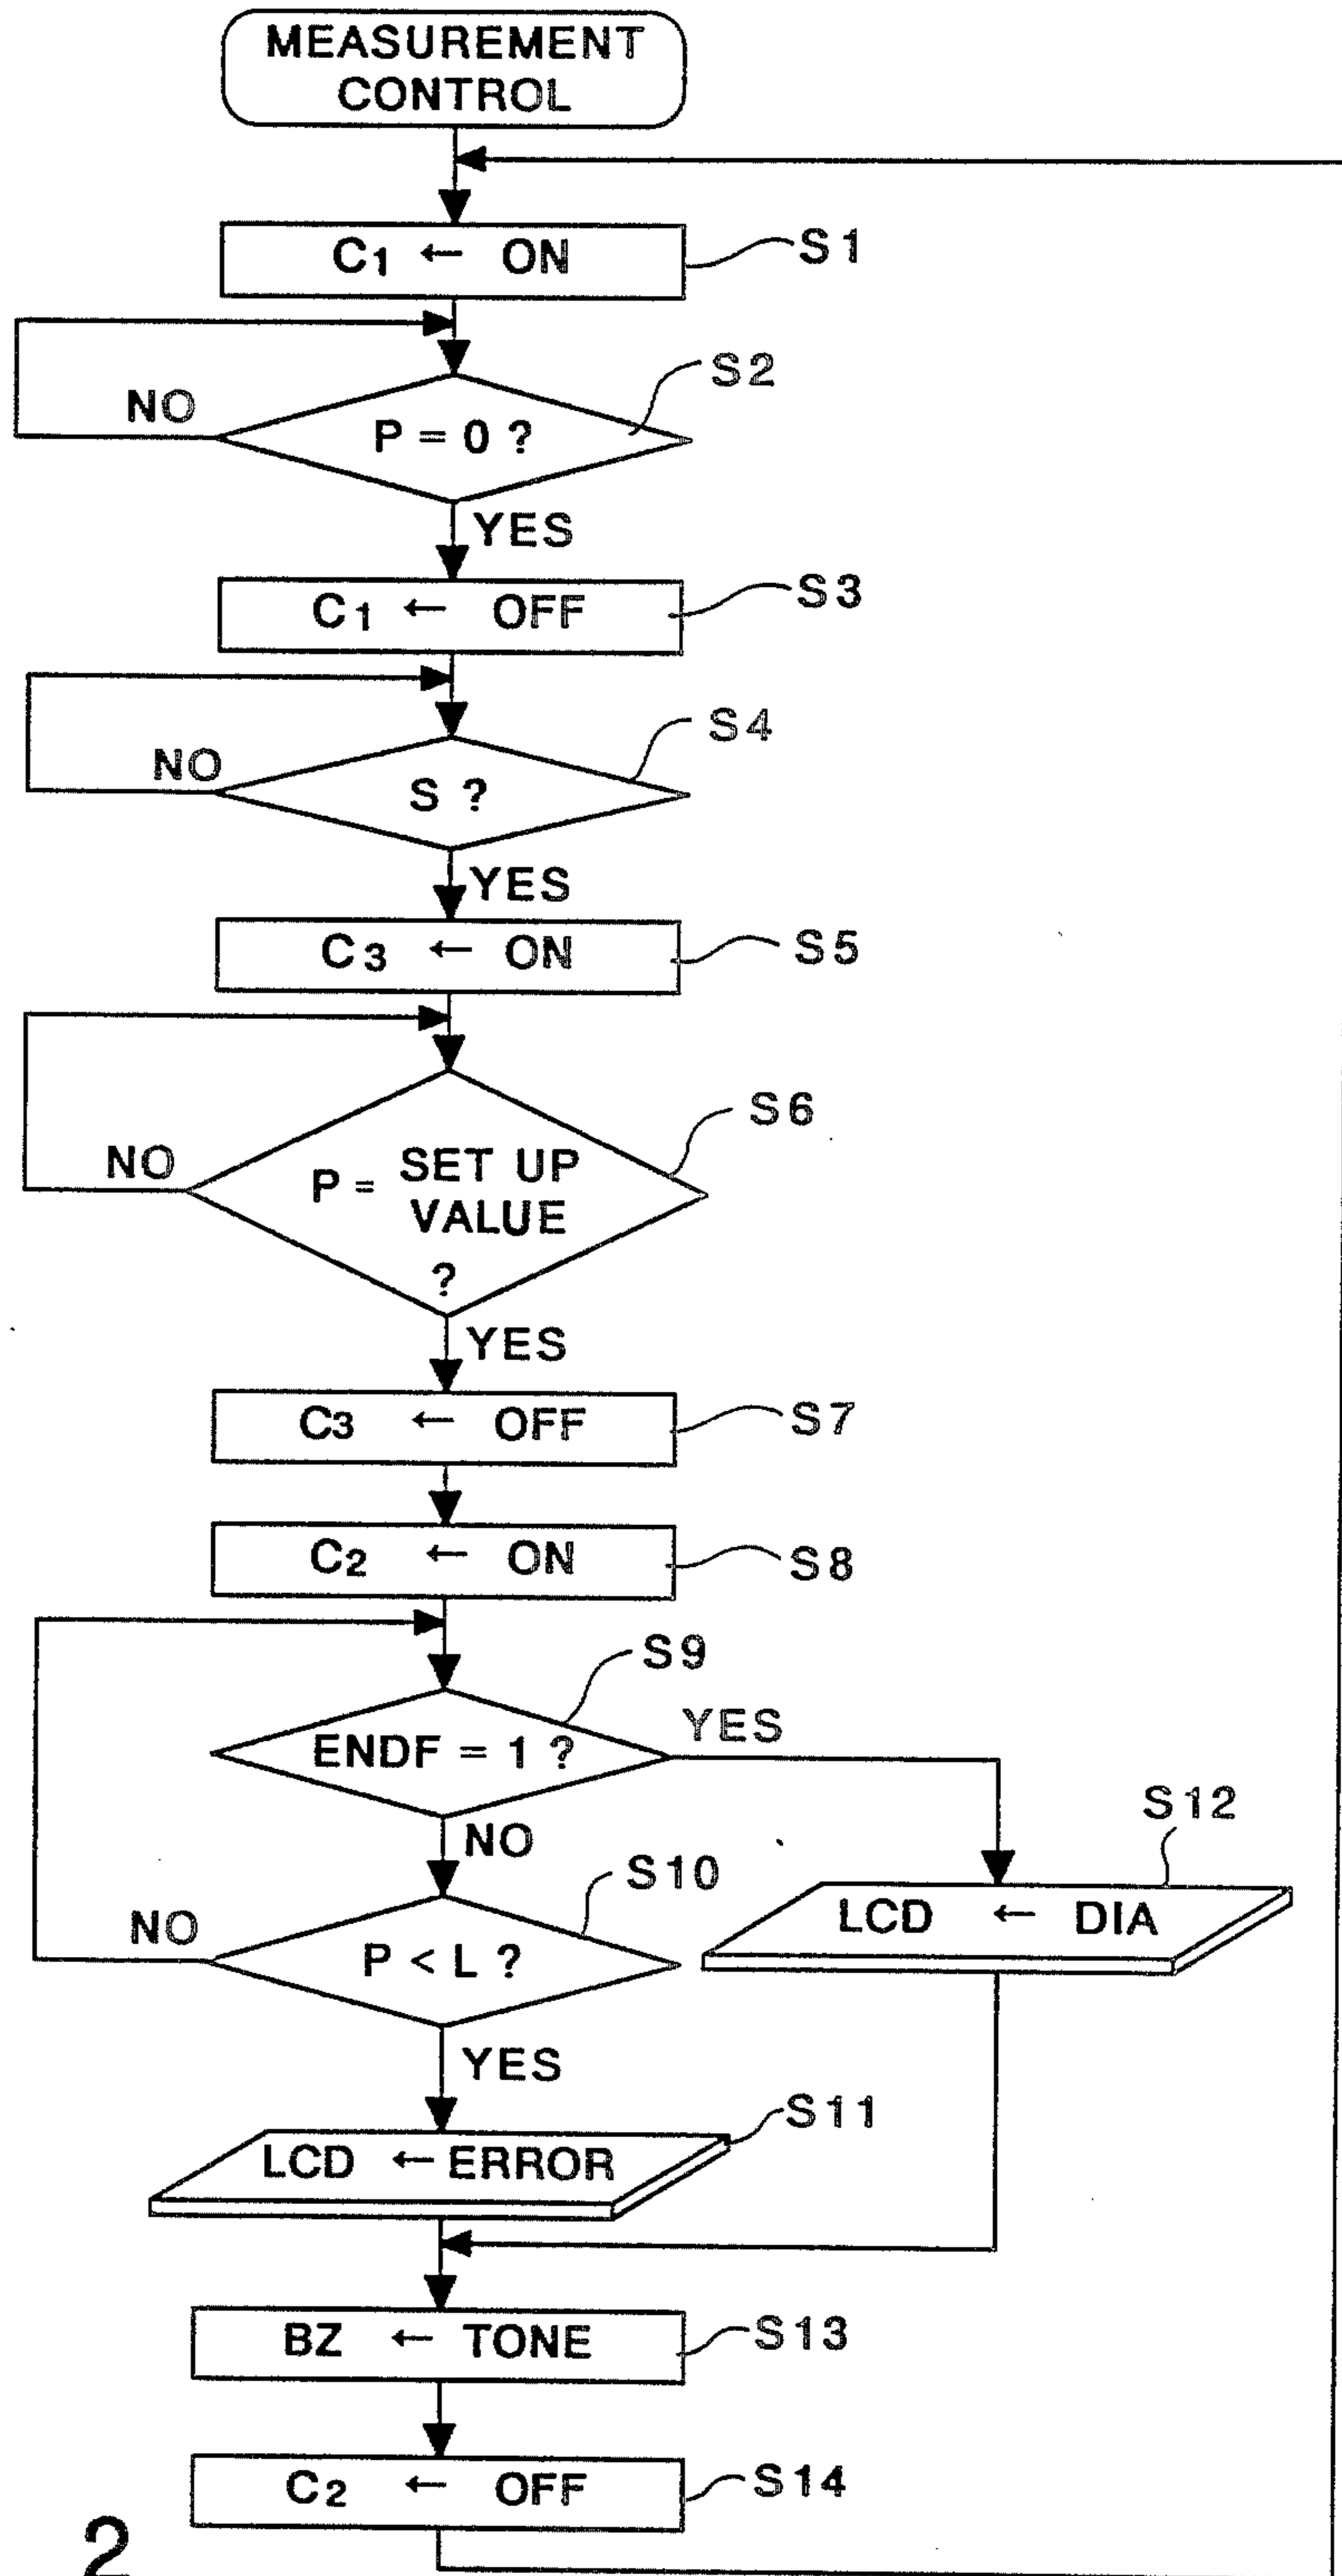 MEASUREMENT
CONTROL
C1 ← ON
S1
P = 0 ?
S2
NO
YES
C1 ← OFF
S3
S ?
S4
NO
YES
C3 ← ON
S5
P = SET UP
VALUE
?
S6
NO
YES
C3 ← OFF
S7
C2 ← ON
S8
ENDF = 1 ?
S9
YES
NO
P < L ?
S10
NO
YES
LCD ← DIA
S12
LCD ← ERROR
S11
BZ ← TONE
S13
C2 ← OFF
S14
2